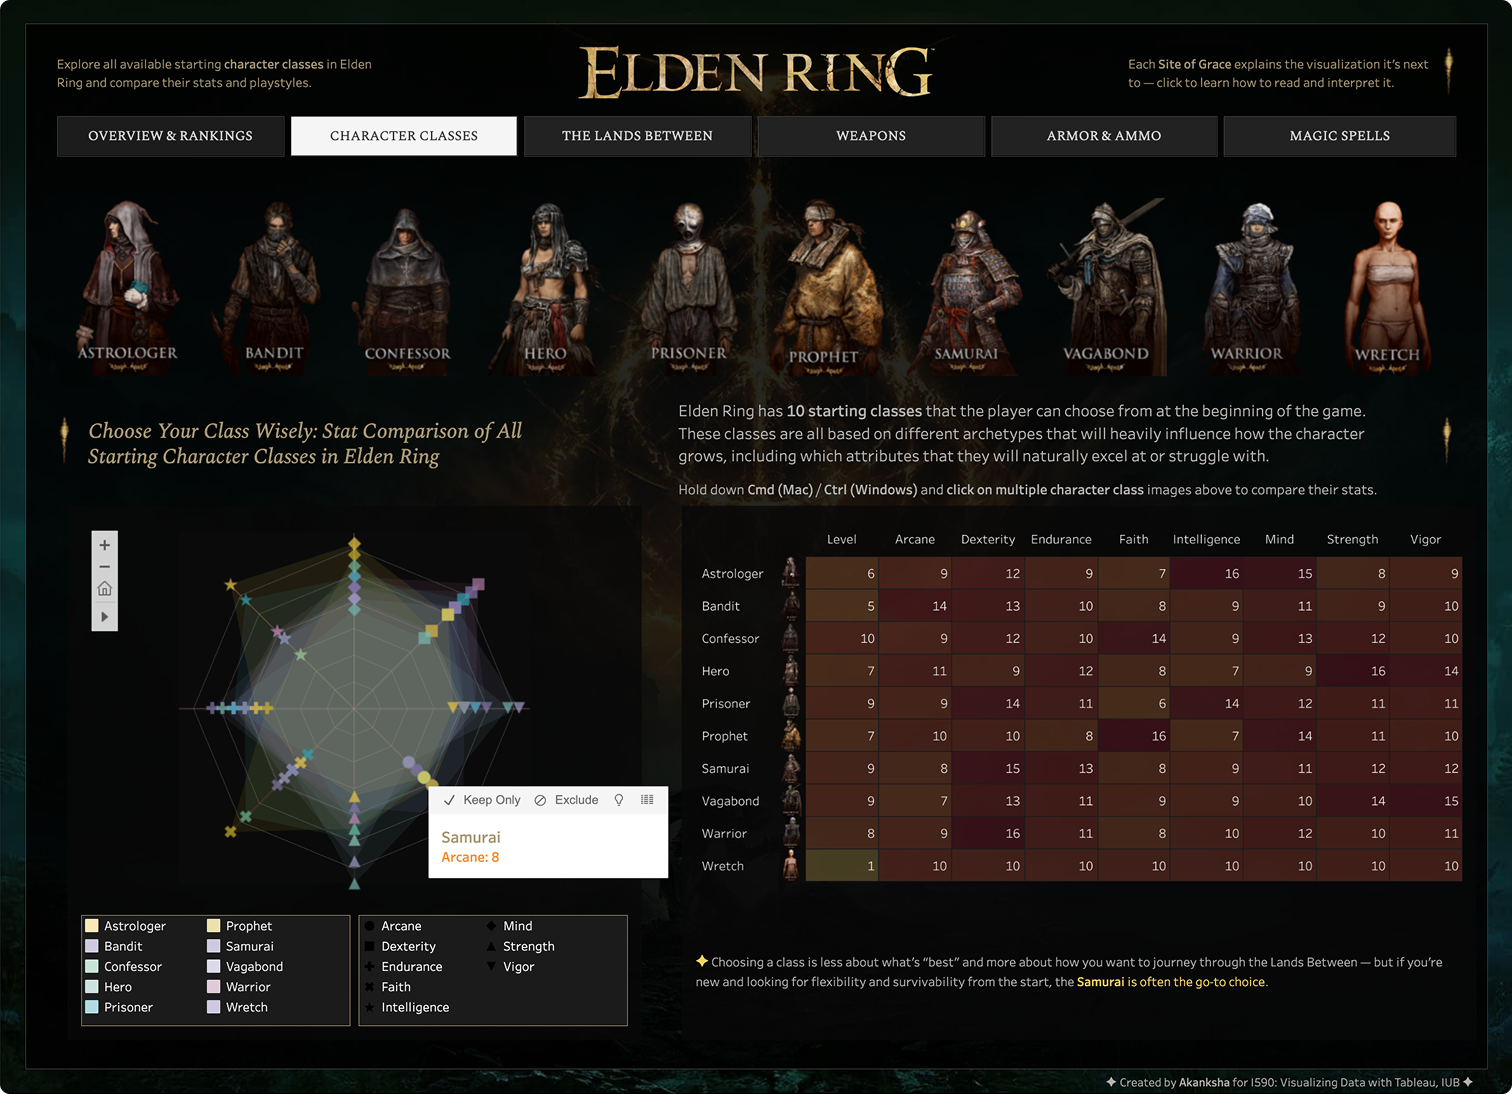 Explore all available starting character classes in Elden
Ring and compare their stats and playstyles.
ELDEN RING
Each Site of Grace explains the visualization it's next
to — click to learn how to read and interpret it.
OVERVIEW & RANKINGS
CHARACTER CLASSES
THE LANDS BETWEEN
WEAPONS
ARMOR & AMMO
MAGIC SPELLS
ASTROLOGER
BANDIT
CONFESSOR
HERO
PRISONER
PROPHET
SAMURAI
VAGABOND
WARRIOR
WRETCH
Choose Your Class Wisely: Stat Comparison of All
Starting Character Classes in Elden Ring
Elden Ring has 10 starting classes that the player can choose from at the beginning of the game.
These classes are all based on different archetypes that will heavily influence how the character
grows, including which attributes that they will naturally excel at or struggle with.
Hold down Cmd (Mac) / Ctrl (Windows) and click on multiple character class images above to compare their stats.
Keep Only Exclude
Samurai
Arcane: 8
Astrologer Prophet
Bandit Samurai
Confessor Vagabond
Hero Warrior
Prisoner Wretch
Arcane Mind
Dexterity Strength
Endurance Vigor
Faith
Intelligence
Level Arcane Dexterity Endurance Faith Intelligence Mind Strength Vigor
Astrologer 6 9 12 9 7 16 15 8 9
Bandit 5 14 13 10 8 9 11 9 10
Confessor 10 9 12 10 14 9 13 12 10
Hero 7 11 9 12 8 7 9 16 14
Prisoner 9 9 14 11 6 14 12 11 11
Prophet 7 10 10 8 16 7 14 11 10
Samurai 9 8 15 13 8 9 11 12 12
Vagabond 9 7 13 11 9 9 10 14 15
Warrior 8 9 16 11 8 10 12 10 11
Wretch 1 10 10 10 10 10 10 10 10
✦ Choosing a class is less about what's “best” and more about how you want to journey through the Lands Between — but if you're
new and looking for flexibility and survivability from the start, the Samurai is often the go-to choice.
✦ Created by Akanksha for I590: Visualizing Data with Tableau, IUB ✦